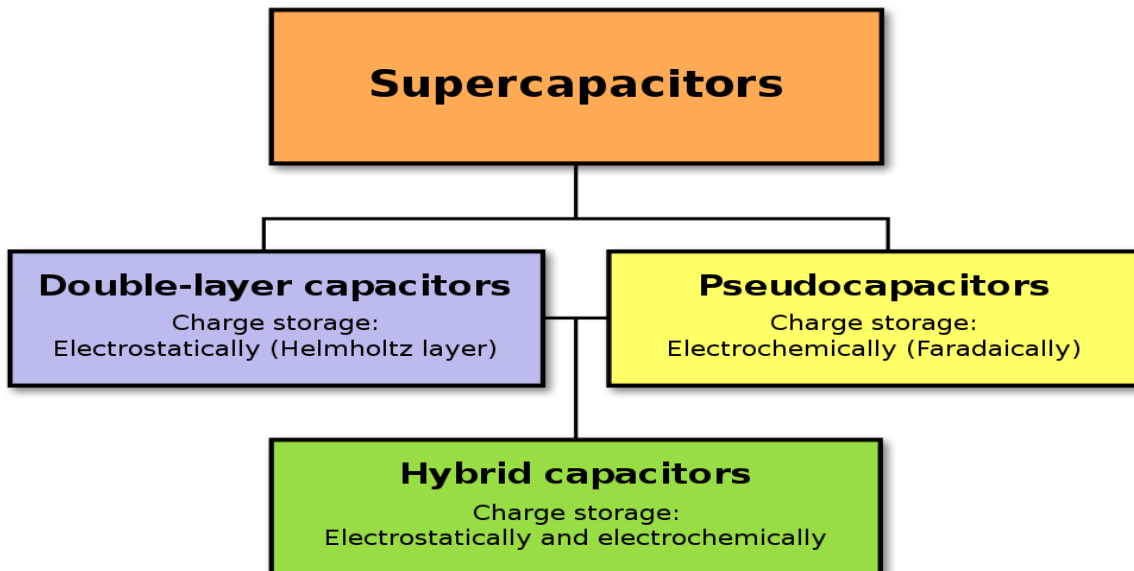 Supercapacitors
Double-layer capacitors
Charge storage:
Electrostatically (Helmholtz layer)
Pseudocapacitors
Charge storage:
Electrochemically (Faradaically)
Hybrid capacitors
Charge storage:
Electrostatically and electrochemically